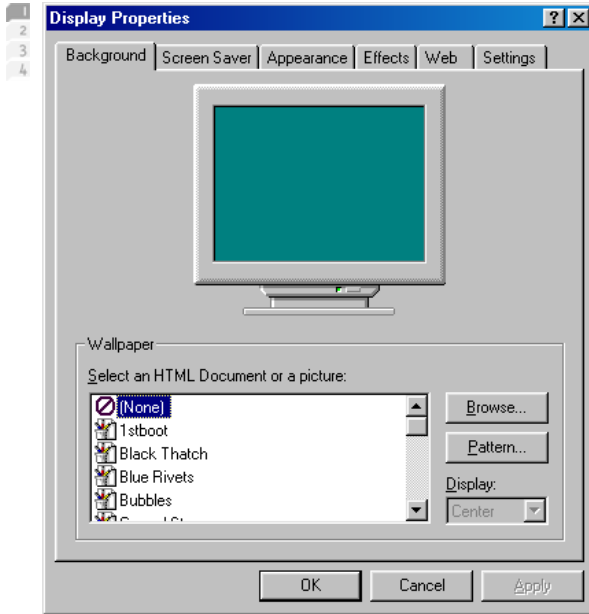 1
2
3
4
Display Properties
Background Screen Saver Appearance Effects Web Settings
Wallpaper
Select an HTML Document or a picture:
(None)
1stboot
Black Thatch
Blue Rivets
Bubbles
Browse...
Pattern...
Display:
Center
OK Cancel Apply